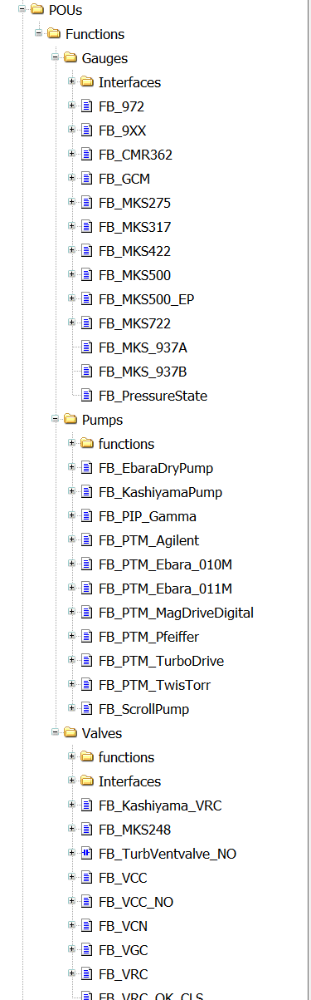 POUs
Functions
Gauges
Interfaces
FB_972
FB_9XX
FB_CMR362
FB_GCM
FB_MKS275
FB_MKS317
FB_MKS422
FB_MKS500
FB_MKS500_EP
FB_MKS722
FB_MKS_937A
FB_MKS_937B
FB_PressureState
Pumps
functions
FB_EbaraDryPump
FB_KashiyamaPump
FB_PIP_Gamma
FB_PTM_Agilent
FB_PTM_Ebara_010M
FB_PTM_Ebara_011M
FB_PTM_MagDriveDigital
FB_PTM_Pfeiffer
FB_PTM_TurboDrive
FB_PTM_TwisTorr
FB_ScrollPump
Valves
functions
Interfaces
FB_Kashiyama_VRC
FB_MKS248
FB_TurbVentvalve_NO
FB_VCC
FB_VCC_NO
FB_VCN
FB_VGC
FB_VRC
FB_VRC_OK_CLS